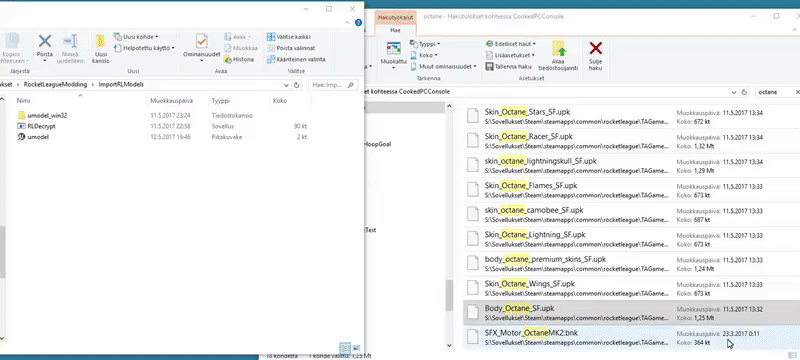 Kopioi
kohteeseen
Poista
Nimeä
uudelleen
Uusi
kansio
Uusi kohde
Helpotettu käyttö
Ominaisuudet
Avaa
Muokkaa
Historia
Valitse kaikki
Poista valinnat
Käänteinen valinta
Järjestä
Uusi
Avaa
Valitse
RocketLeagueModding
ImportRLModels
Hae: Imp...
Nimi
Muokkauspäivä
Tyyppi
Koko
umodel_win32
11.5.2017 23:24
Tiedostokansio
RLDecrypt
11.5.2017 22:58
Sovellus
90 kt
umodel
12.5.2017 19:46
Pikakuvake
2 kt
Hakutyökalut
octane - Hakutulokset kohteessa CookedPCConsole
Hae
Muokattu
Tyyppi
Koko
Muut ominaisuudet
Tarkenna
Edelliset haut
Lisäasetukset
Tallenna haku
Asetukset
Avaa
tiedostosijainti
Sulje
haku
et kohteessa CookedPCConsole
octane
HoopGoal
Test
Skin_Octane_Stars_SF.upk
S:\Sovellukset\Steam\steamapps\common\rocketleague\TAGame...
Muokkauspäivä: 11.5.2017 13:34
Koko: 672 kt
Skin_Octane_Racer_SF.upk
S:\Sovellukset\Steam\steamapps\common\rocketleague\TAGame...
Muokkauspäivä: 11.5.2017 13:34
Koko: 1,32 Mt
skin_octane_lightningskull_SF.upk
S:\Sovellukset\Steam\steamapps\common\rocketleague\TAGame...
Muokkauspäivä: 11.5.2017 13:34
Koko: 1,29 Mt
Skin_Octane_Flames_SF.upk
S:\Sovellukset\Steam\steamapps\common\rocketleague\TAGame...
Muokkauspäivä: 11.5.2017 13:33
Koko: 673 kt
skin_octane_camobee_SF.upk
S:\Sovellukset\Steam\steamapps\common\rocketleague\TAGame...
Muokkauspäivä: 11.5.2017 13:33
Koko: 687 kt
Skin_Octane_Lightning_SF.upk
S:\Sovellukset\Steam\steamapps\common\rocketleague\TAGame...
Muokkauspäivä: 11.5.2017 13:33
Koko: 673 kt
body_octane_premium_skins_SF.upk
S:\Sovellukset\Steam\steamapps\common\rocketleague\TAGame...
Muokkauspäivä: 11.5.2017 13:33
Koko: 1,24 Mt
Skin_Octane_Wings_SF.upk
S:\Sovellukset\Steam\steamapps\common\rocketleague\TAGame...
Muokkauspäivä: 11.5.2017 13:33
Koko: 673 kt
Body_Octane_SF.upk
S:\Sovellukset\Steam\steamapps\common\rocketleague\TAGame...
Muokkauspäivä: 11.5.2017 13:32
Koko: 1,25 Mt
SFX_Motor_OctaneMK2.bnk
S:\Sovellukset\Steam\steamapps\common\rocketleague\TAGame...
Muokkauspäivä: 23.3.2017 0:11
Koko: 364 kt
18 kohdetta
1 kohde valittu: 1,25 Mt